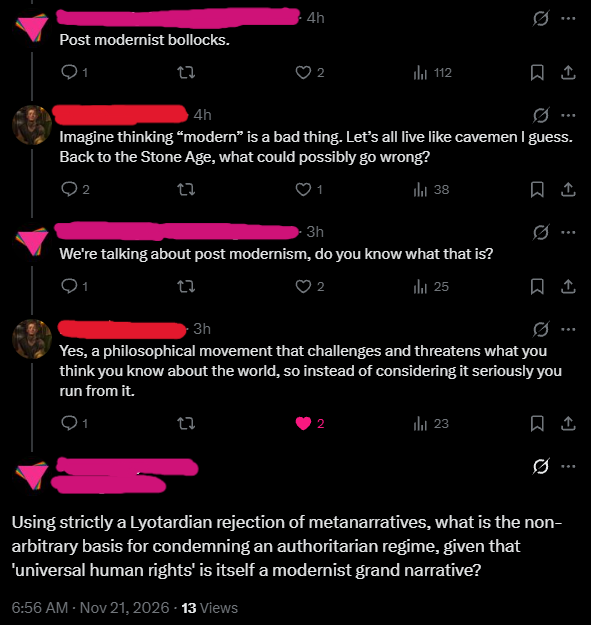 4h
Post modernist bollocks.
1 2 112
4h
Imagine thinking “modern” is a bad thing. Let’s all live like cavemen I guess.
Back to the Stone Age, what could possibly go wrong?
2 1 38
3h
We're talking about post modernism, do you know what that is?
1 2 25
3h
Yes, a philosophical movement that challenges and threatens what you
think you know about the world, so instead of considering it seriously you
run from it.
1 2 23
Using strictly a Lyotardian rejection of metanarratives, what is the non-
arbitrary basis for condemning an authoritarian regime, given that
'universal human rights' is itself a modernist grand narrative?
6:56 AM · Nov 21, 2026 · 13 Views